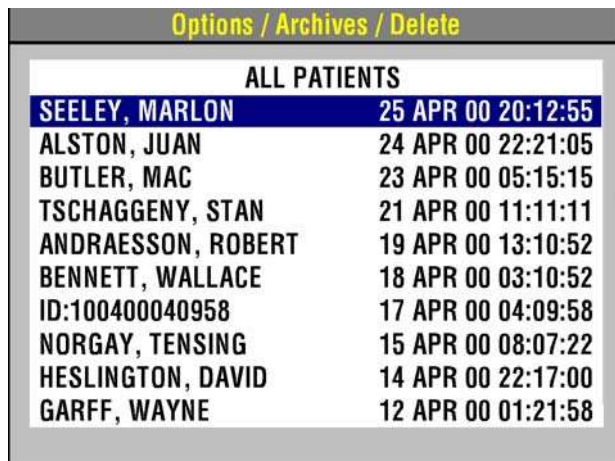 Options / Archives / Delete
ALL PATIENTS
SEELEY, MARLON 25 APR 00 20:12:55
ALSTON, JUAN 24 APR 00 22:21:05
BUTLER, MAC 23 APR 00 05:15:15
TSCHAGGENY, STAN 21 APR 00 11:11:11
ANDRAESSON, ROBERT 19 APR 00 13:10:52
BENNETT, WALLACE 18 APR 00 03:10:52
ID:100400040958 17 APR 00 04:09:58
NORGAY, TENSING 15 APR 00 08:07:22
HESLINGTON, DAVID 14 APR 00 22:17:00
GARFF, WAYNE 12 APR 00 01:21:58